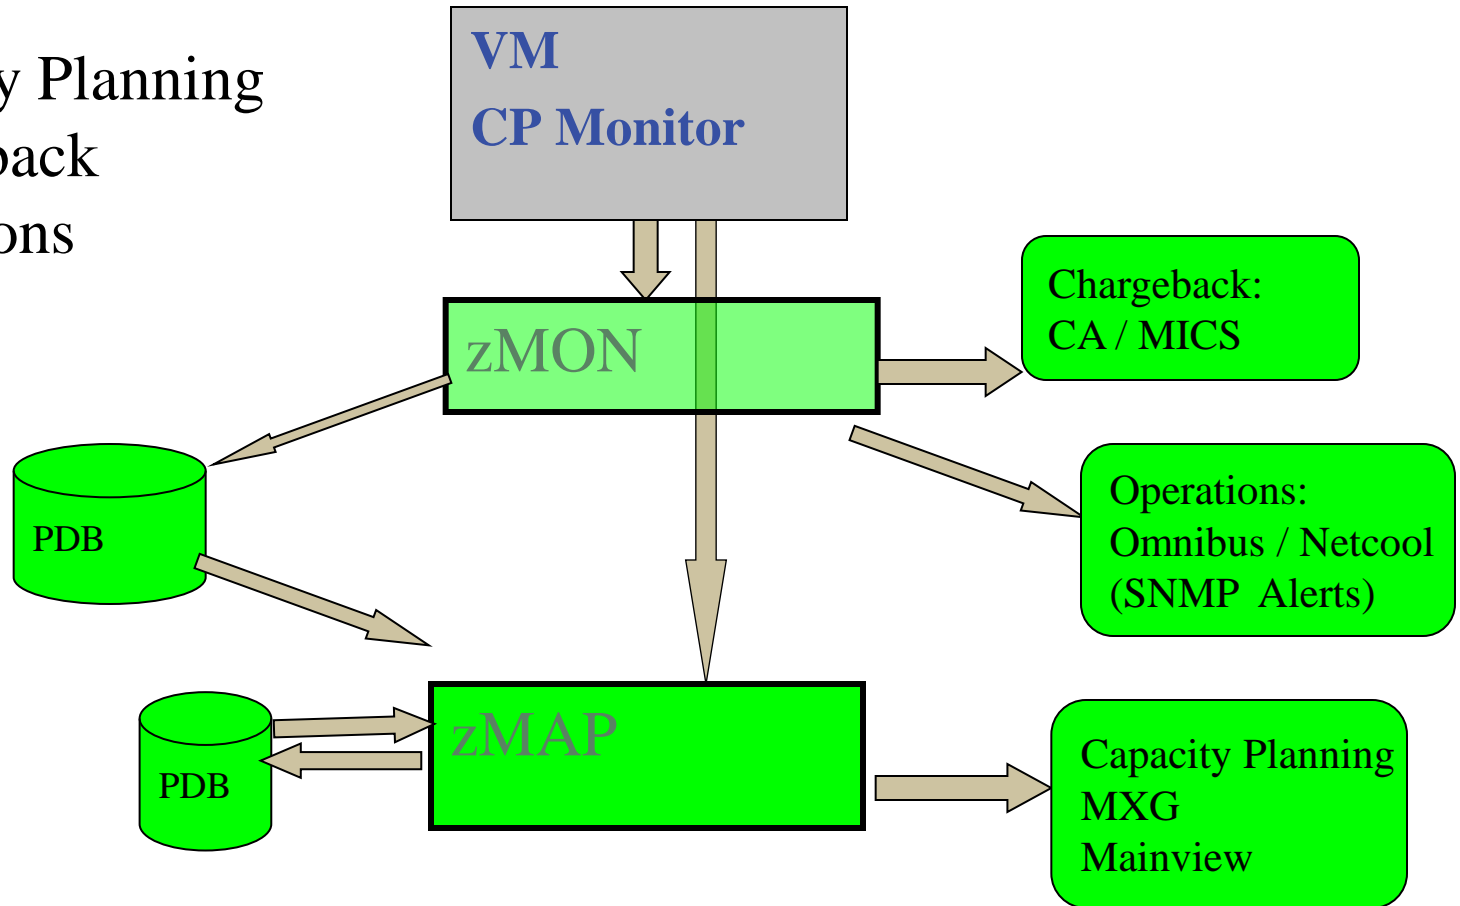 y Planning
back
ons
VM
CP Monitor
zMON
Chargeback:
CA / MICS
PDB
Operations:
Omnibus / Netcool
(SNMP Alerts)
zMAP
PDB
Capacity Planning
MXG
Mainview